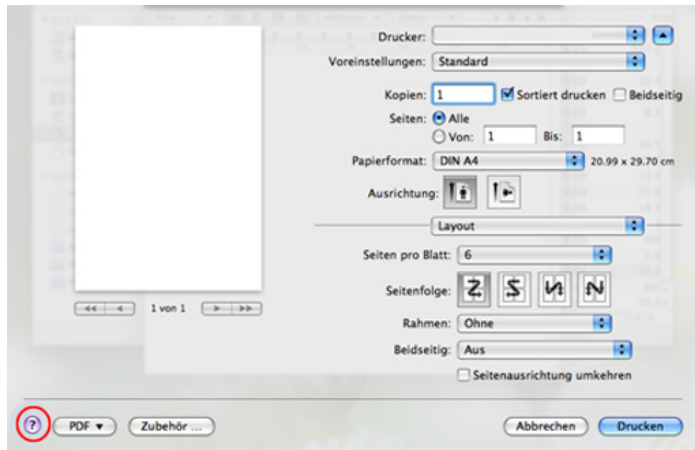 Drucker:
Voreinstellungen: Standard
Kopien: 1 Sortiert drucken Beidseitig
Seiten: Alle
Von: 1 Bis: 1
Papierformat: DIN A4 20.99 x 29.70 cm
Ausrichtung:
Layout
Seiten pro Blatt: 6
Seitenfolge:
1 von 1
Rahmen: Ohne
Beidseitig: Aus
Seitenausrichtung umkehren
? PDF Zubehör ... Abbrechen Drucken